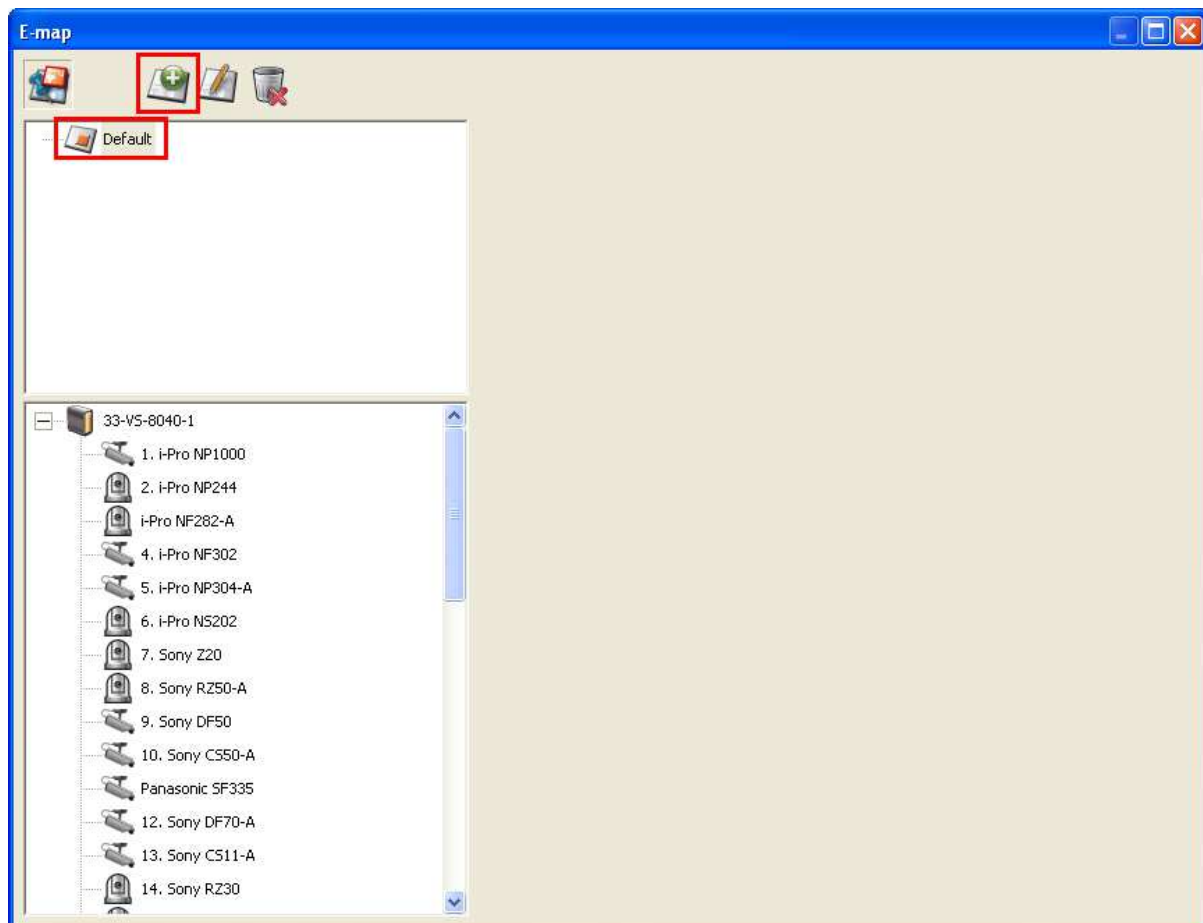 E-map
Default
33-VS-8040-1
1. i-Pro NP1000
2. i-Pro NP244
i-Pro NF282-A
4. i-Pro NF302
5. i-Pro NP304-A
6. i-Pro NS202
7. Sony Z20
8. Sony RZ50-A
9. Sony DF50
10. Sony CS50-A
Panasonic SF335
12. Sony DF70-A
13. Sony CS11-A
14. Sony RZ30